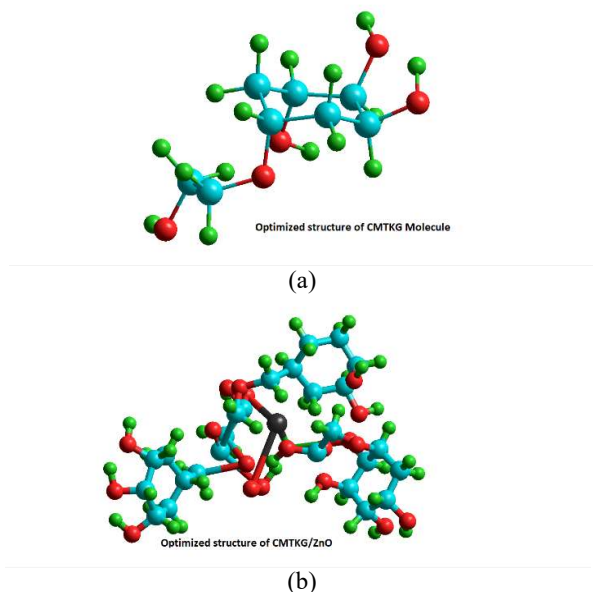 Optimized structure of CMTKG Molecule
(a)
Optimized structure of CMTKG/ZnO
(b)